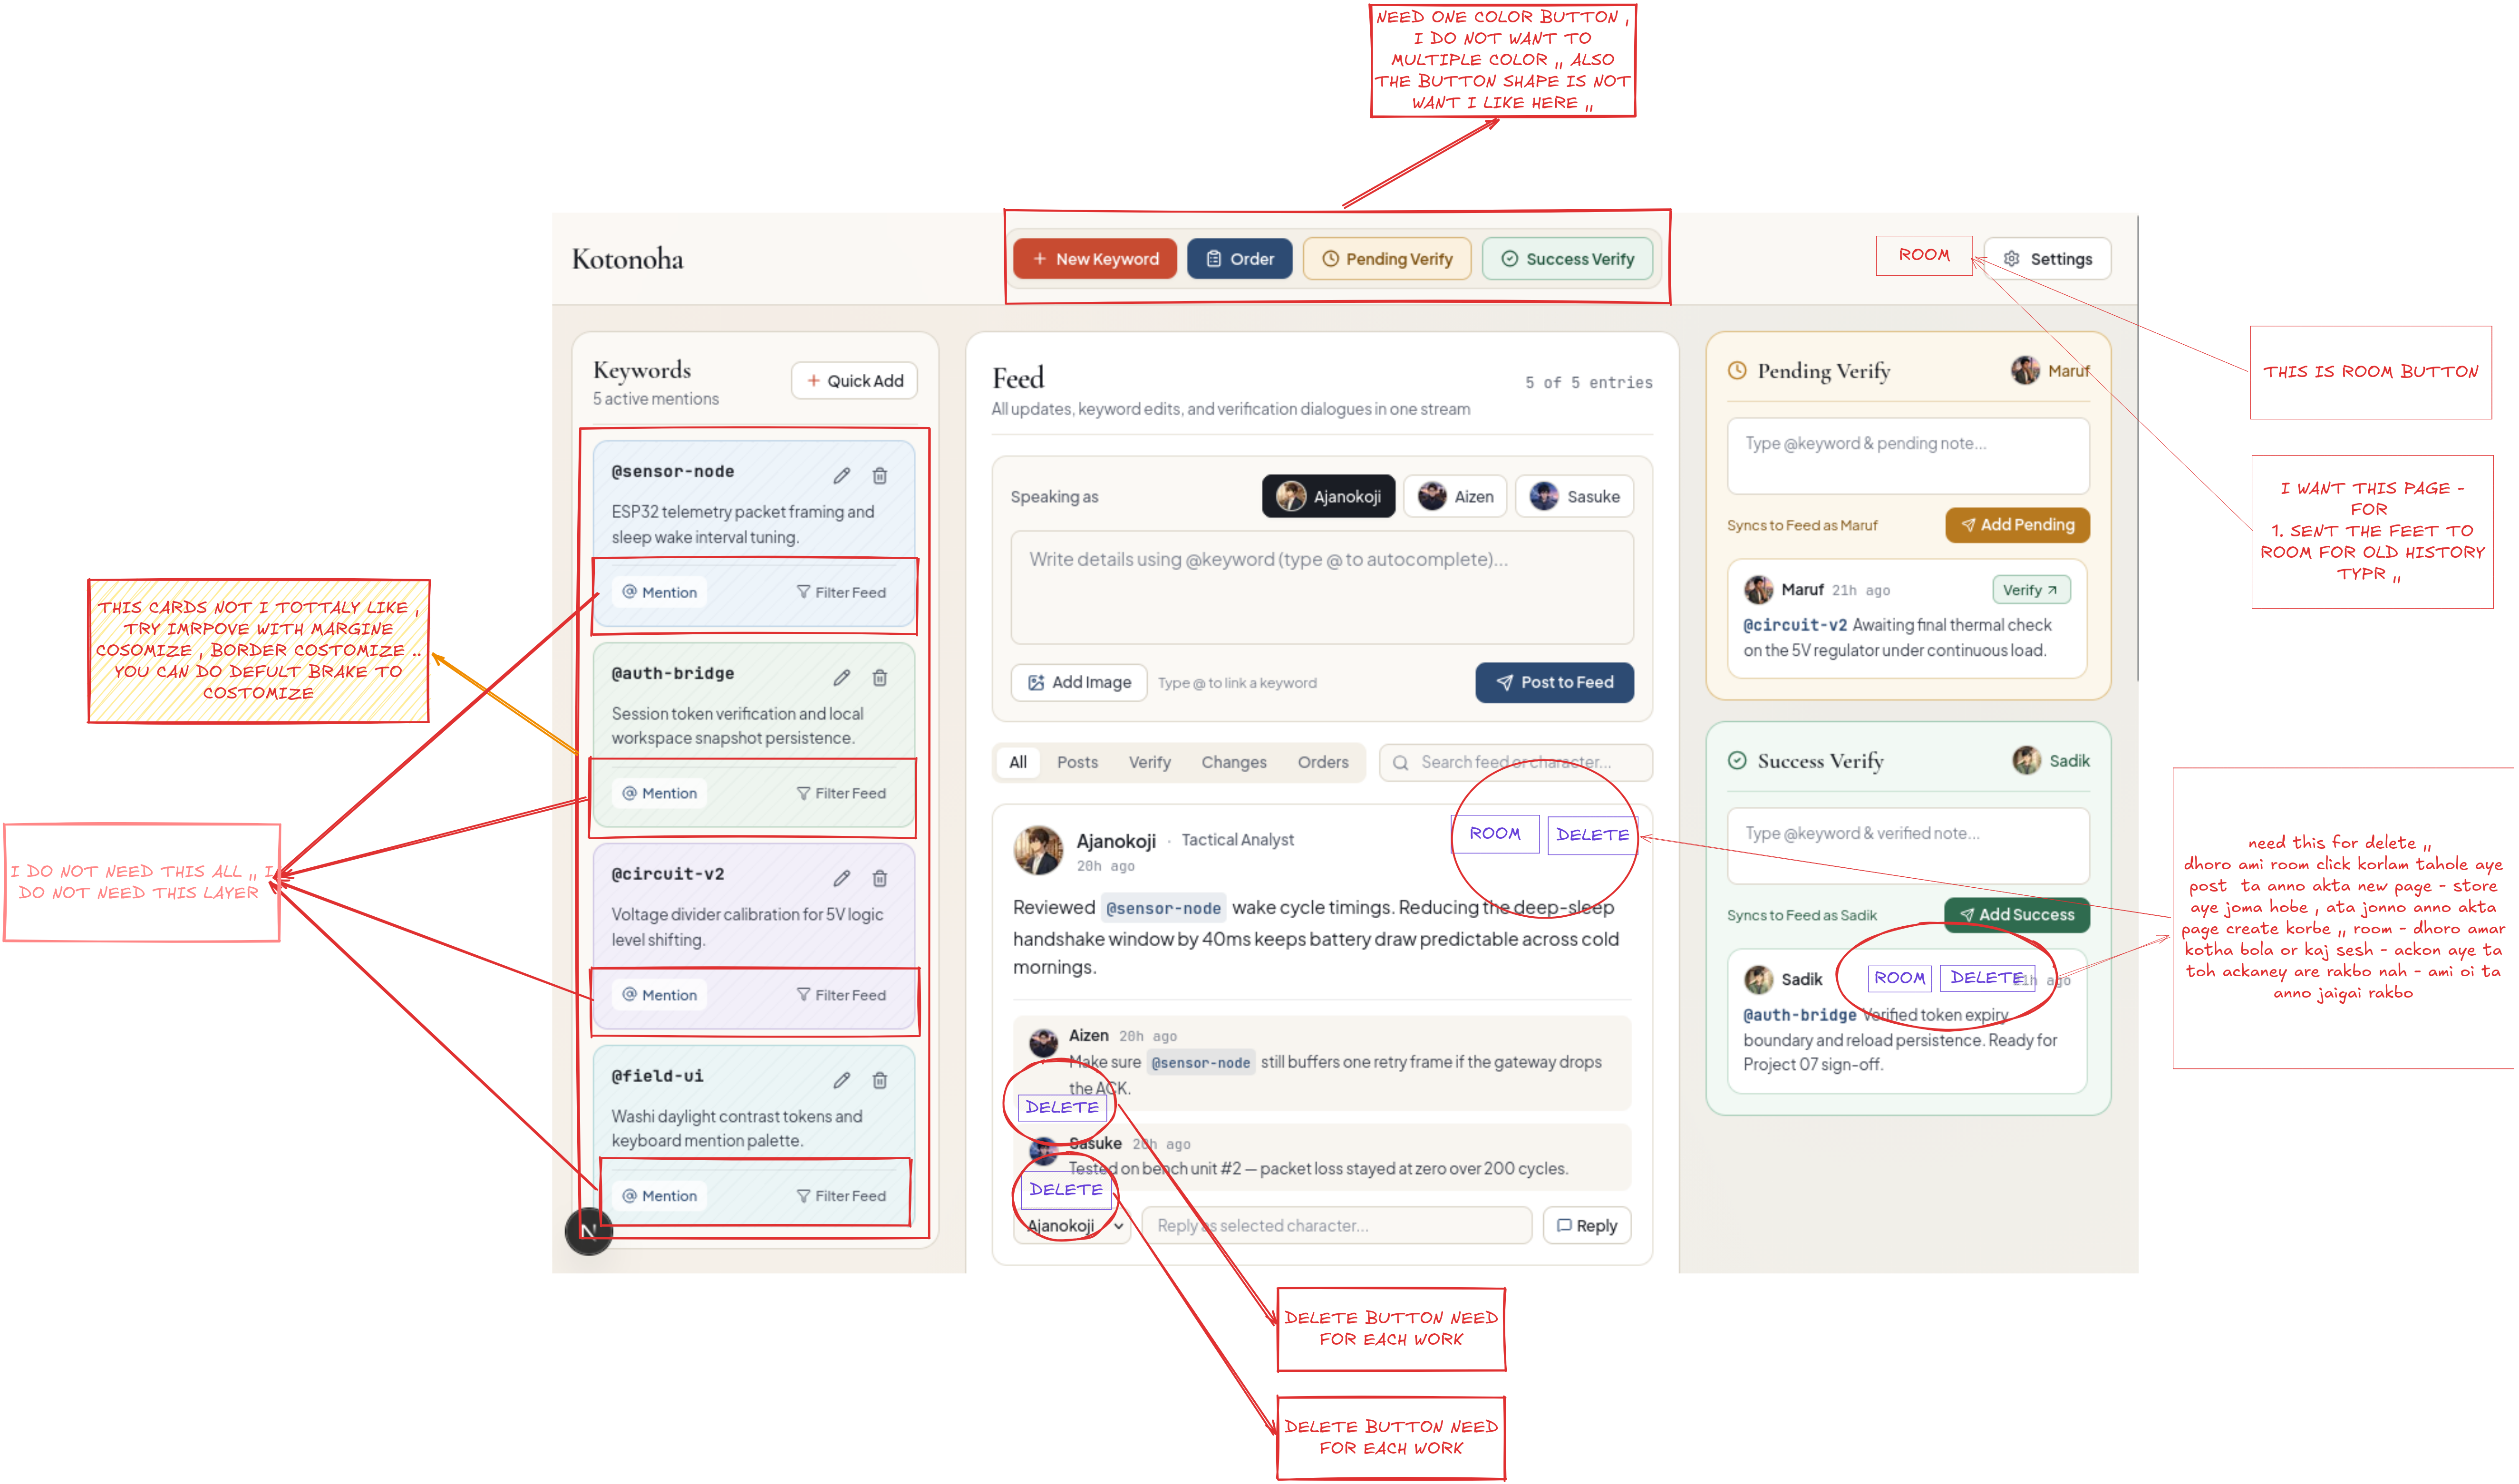 NEED ONE COLOR BUTTON ,
I DO NOT WANT TO
MULTIPLE COLOR ,, ALSO
THE BUTTON SHAPE IS NOT
WANT I LIKE HERE ,,
Kotonoha
New Keyword
Order
Pending Verify
Success Verify
ROOM
Settings
THIS IS ROOM BUTTON
I WANT THIS PAGE -
FOR
1. SENT THE FEET TO
ROOM FOR OLD HISTORY
TYPR ,,
Keywords
5 active mentions
Quick Add
@sensor-node
ESP32 telemetry packet framing and
sleep wake interval tuning.
Mention
Filter Feed
@auth-bridge
Session token verification and local
workspace snapshot persistence.
Mention
Filter Feed
@circuit-v2
Voltage divider calibration for 5V logic
level shifting.
Mention
Filter Feed
@field-ui
Washi daylight contrast tokens and
keyboard mention palette.
Mention
Filter Feed
N
THIS CARDS NOT I TOTTALY LIKE ,
TRY IMRPOVE WITH MARGINE
COSOMIZE , BORDER COSTOMIZE ..
YOU CAN DO DEFULT BRAKE TO
COSTOMIZE
I DO NOT NEED THIS ALL ,, I
DO NOT NEED THIS LAYER
Feed
5 of 5 entries
All updates, keyword edits, and verification dialogues in one stream
Speaking as
Ajanokoji
Aizen
Sasuke
Write details using @keyword (type @ to autocomplete)...
Add Image
Type @ to link a keyword
Post to Feed
All
Posts
Verify
Changes
Orders
Search feed or character...
Ajanokoji · Tactical Analyst
20h ago
ROOM
DELETE
Reviewed @sensor-node wake cycle timings. Reducing the deep-sleep
handshake window by 40ms keeps battery draw predictable across cold
mornings.
Aizen 20h ago
Make sure @sensor-node still buffers one retry frame if the gateway drops
the ACK.
DELETE
Sasuke 20h ago
Tested on bench unit #2 — packet loss stayed at zero over 200 cycles.
DELETE
Ajanokoji
Reply as selected character...
Reply
DELETE BUTTON NEED
FOR EACH WORK
DELETE BUTTON NEED
FOR EACH WORK
Pending Verify
Maruf
Type @keyword & pending note...
Syncs to Feed as Maruf
Add Pending
Maruf 21h ago
Verify
@circuit-v2 Awaiting final thermal check
on the 5V regulator under continuous load.
Success Verify
Sadik
Type @keyword & verified note...
Syncs to Feed as Sadik
Add Success
Sadik
ROOM
DELETE
21h ago
@auth-bridge Verified token expiry
boundary and reload persistence. Ready for
Project 07 sign-off.
need this for delete ,,
dhoro ami room click korlam tahole aye
post ta anno akta new page - store
aye joma hobe , ata jonno anno akta
page create korbe ,, room - dhoro amar
kotha bola or kaj sesh - ackon aye ta
toh ackaney are rakbo nah - ami oi ta
anno jaigai rakbo